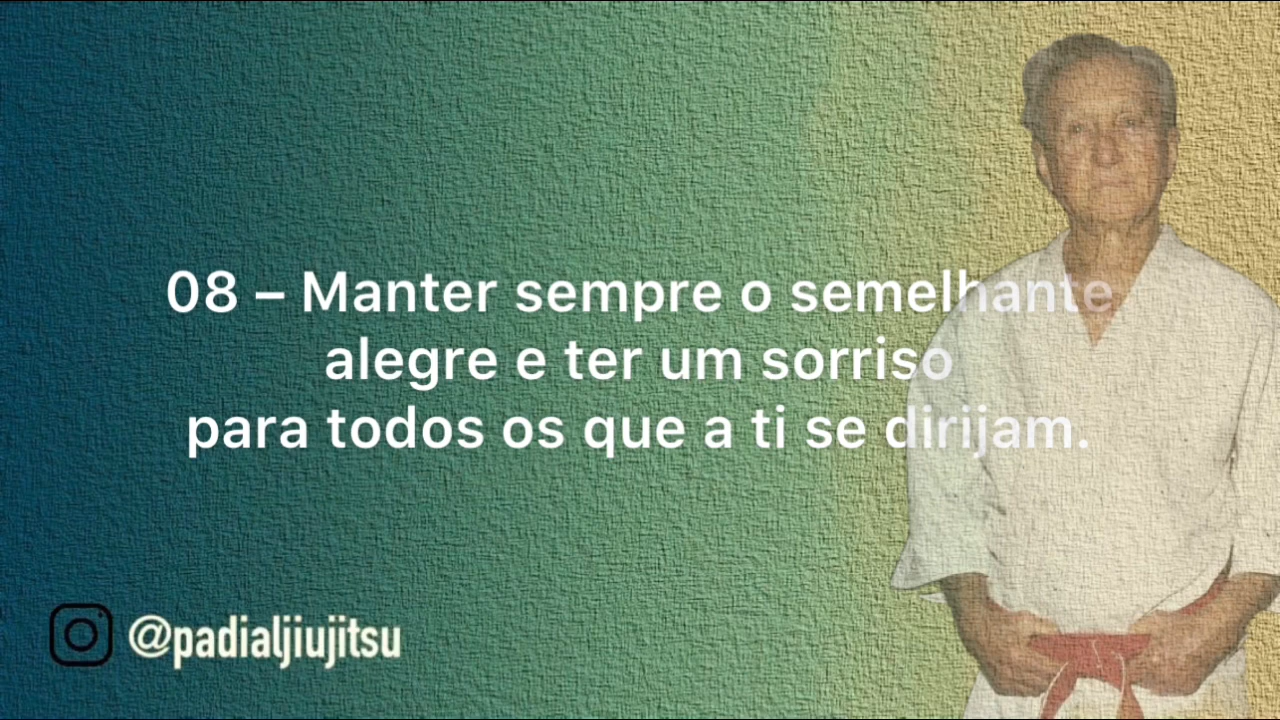 08 – Manter sempre o semelhante
alegre e ter um sorriso
para todos os que a ti se dirijam.
@padialjiujitsu